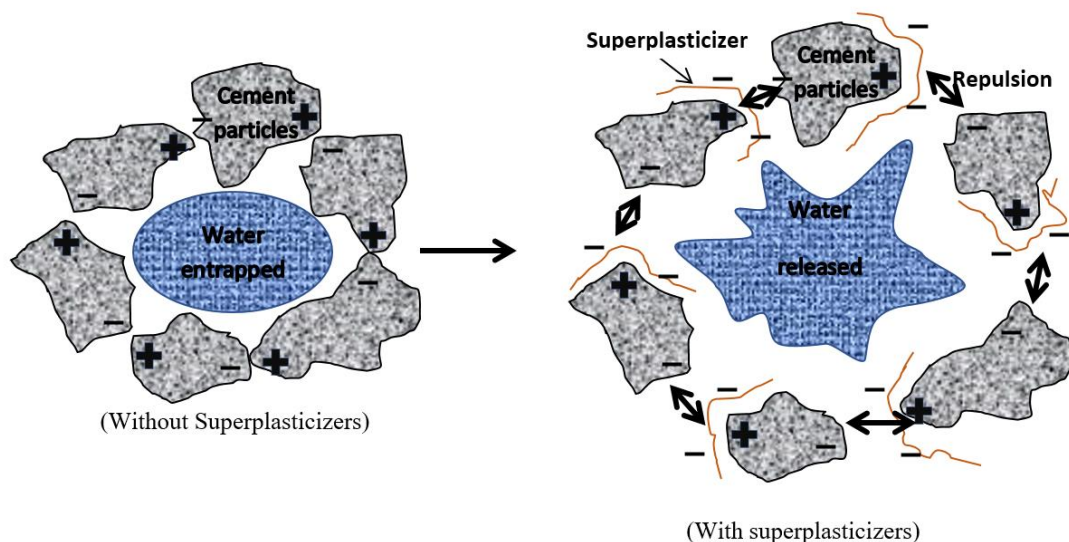 Cement
particles
Water
entrapped
(Without Superplasticizers)
Superplasticizer
Cement
particles
Repulsion
Water
released
(With superplasticizers)